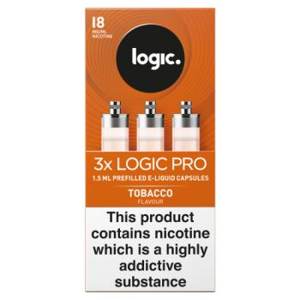 18
MG/ML
NICOTINE
logic.
3x LOGIC PRO
1.5 ML PREFILLED E-LIQUID CAPSULES
TOBACCO
FLAVOUR
This product
contains nicotine
which is a highly
addictive
substance